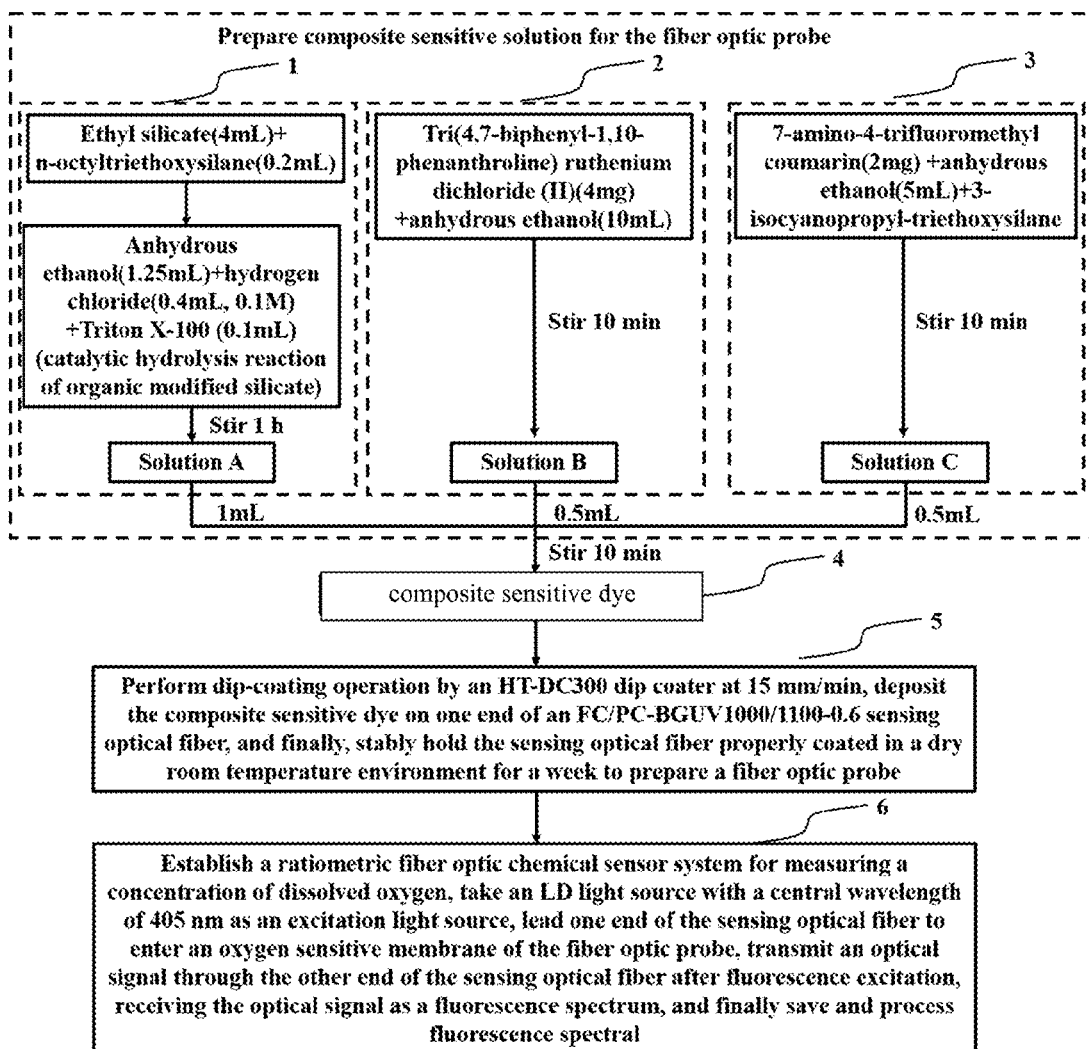 Prepare composite sensitive solution for the fiber optic probe
1
2
3
Ethyl silicate(4mL)+
n-octyltriethoxysilane(0.2mL)
Anhydrous
ethanol(1.25mL)+hydrogen
chloride(0.4mL, 0.1M)
+Triton X-100 (0.1mL)
(catalytic hydrolysis reaction
of organic modified silicate)
Stir 1 h
Solution A
1mL
Tri(4,7-biphenyl-1,10-
phenanthroline) ruthenium
dichloride (II)(4mg)
+anhydrous ethanol(10mL)
Stir 10 min
Solution B
0.5mL
7-amino-4-trifluoromethyl
coumarin(2mg) +anhydrous
ethanol(5mL)+3-
isocyanopropyl-triethoxysilane
Stir 10 min
Solution C
0.5mL
Stir 10 min
4
composite sensitive dye
5
Perform dip-coating operation by an HT-DC300 dip coater at 15 mm/min, deposit
the composite sensitive dye on one end of an FC/PC-BGUV1000/1100-0.6 sensing
optical fiber, and finally, stably hold the sensing optical fiber properly coated in a dry
room temperature environment for a week to prepare a fiber optic probe
6
Establish a ratiometric fiber optic chemical sensor system for measuring a
concentration of dissolved oxygen, take an LD light source with a central wavelength
of 405 nm as an excitation light source, lead one end of the sensing optical fiber to
enter an oxygen sensitive membrane of the fiber optic probe, transmit an optical
signal through the other end of the sensing optical fiber after fluorescence excitation,
receiving the optical signal as a fluorescence spectrum, and finally save and process
fluorescence spectral